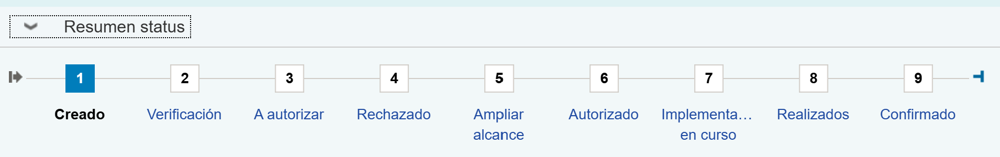 Resumen status
1 2 3 4 5 6 7 8 9
Creado Verificación A autorizar Rechazado Ampliar Autorizado Implementa… Realizados Confirmado
alcance en curso